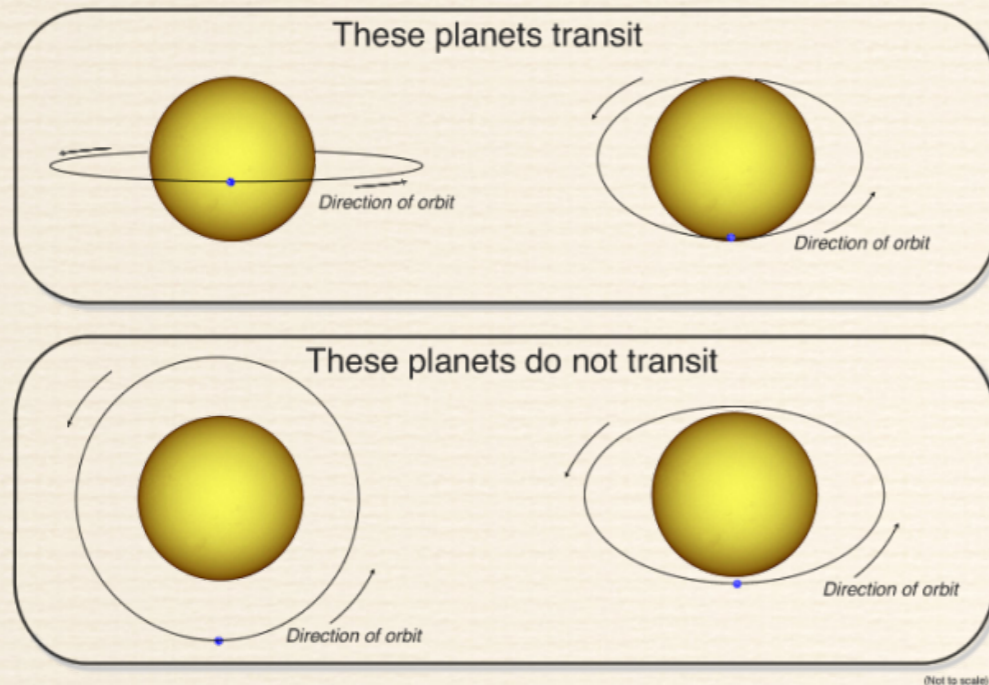 These planets transit
Direction of orbit
Direction of orbit
These planets do not transit
Direction of orbit
Direction of orbit
(Not to scale)